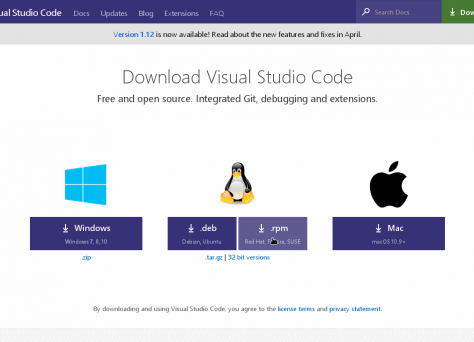 ual Studio Code Docs Updates Blog Extensions FAQ Search Docs Dow
Version 1.12 is now available! Read about the new features and fixes in April.
Download Visual Studio Code
Free and open source. Integrated Git, debugging and extensions.
Windows
Windows 7, 8, 10
.deb
Debian, Ubuntu
.rpm
Red Hat, SUSE
Mac
macOS 10.9+
.zip
.tar.gz | 32 bit versions
By downloading and using Visual Studio Code, you agree to the license terms and privacy statement.